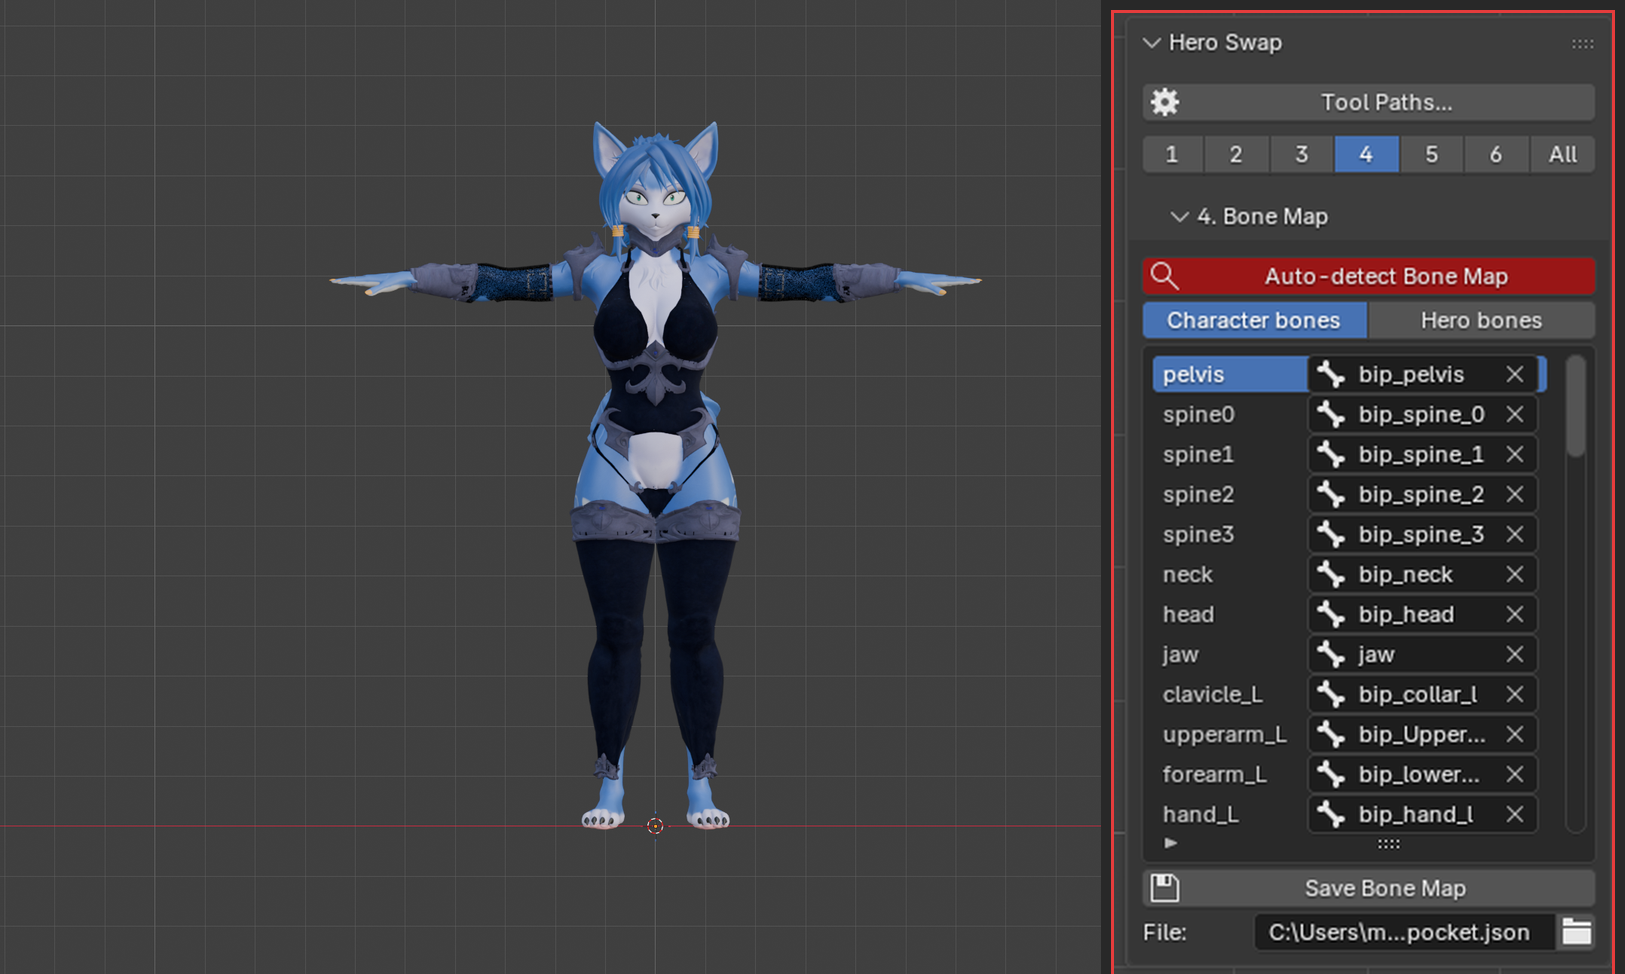 Hero Swap
Tool Paths...
1 2 3 4 5 6 All
4. Bone Map
Auto-detect Bone Map
Character bones Hero bones
pelvis bip_pelvis
spine0 bip_spine_0
spine1 bip_spine_1
spine2 bip_spine_2
spine3 bip_spine_3
neck bip_neck
head bip_head
jaw jaw
clavicle_L bip_collar_l
upperarm_L bip_Upper...
forearm_L bip_lower...
hand_L bip_hand_l
Save Bone Map
File: C:\Users\m...pocket.json